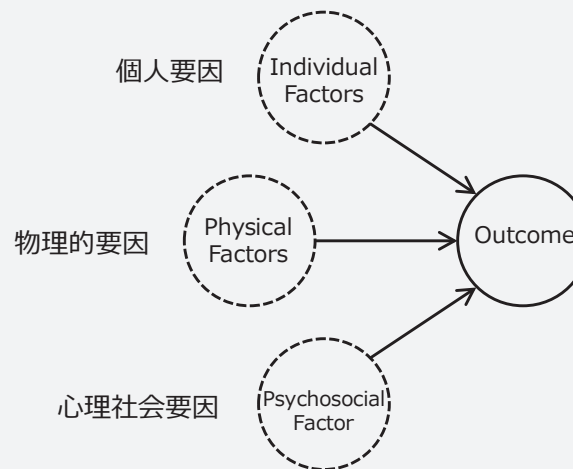 個人要因
Individual
Factors
物理的要因
Physical
Factors
Outcome
心理社会要因
Psychosocial
Factor